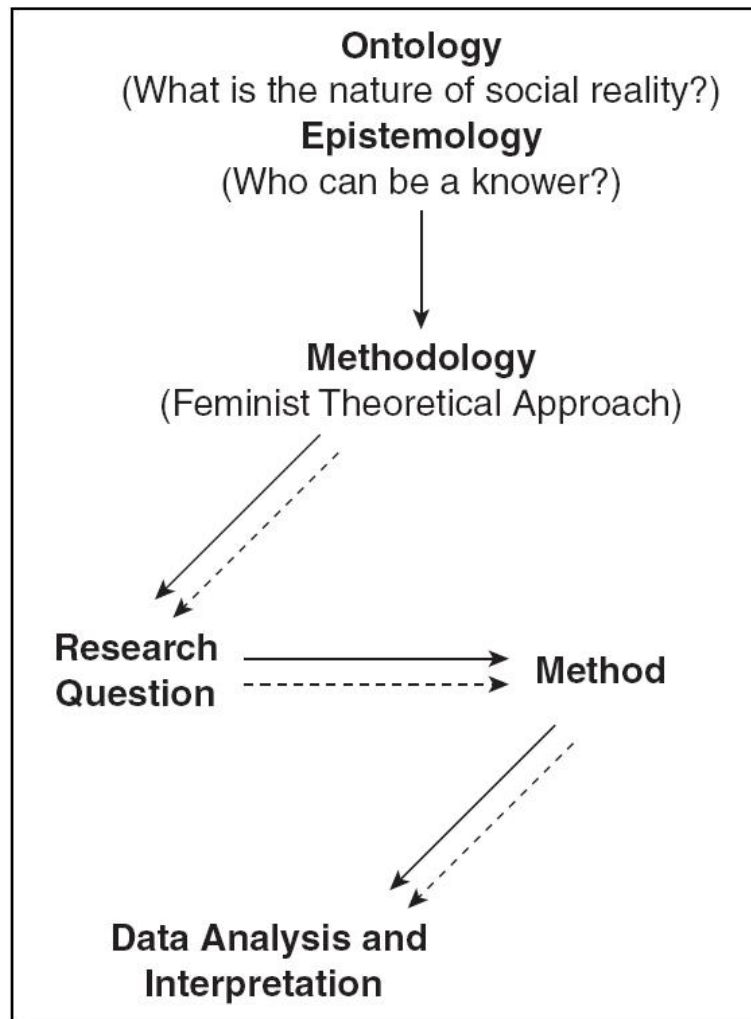 Ontology
(What is the nature of social reality?)
Epistemology
(Who can be a knower?)
Methodology
(Feminist Theoretical Approach)
Research
Question
Method
Data Analysis and
Interpretation